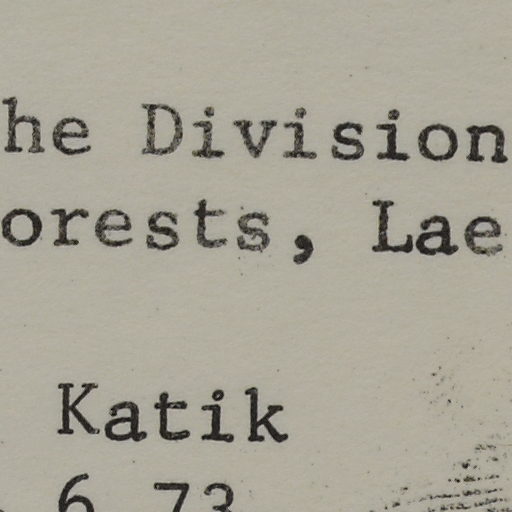 he Division
orests, Lae
Katik
6.73